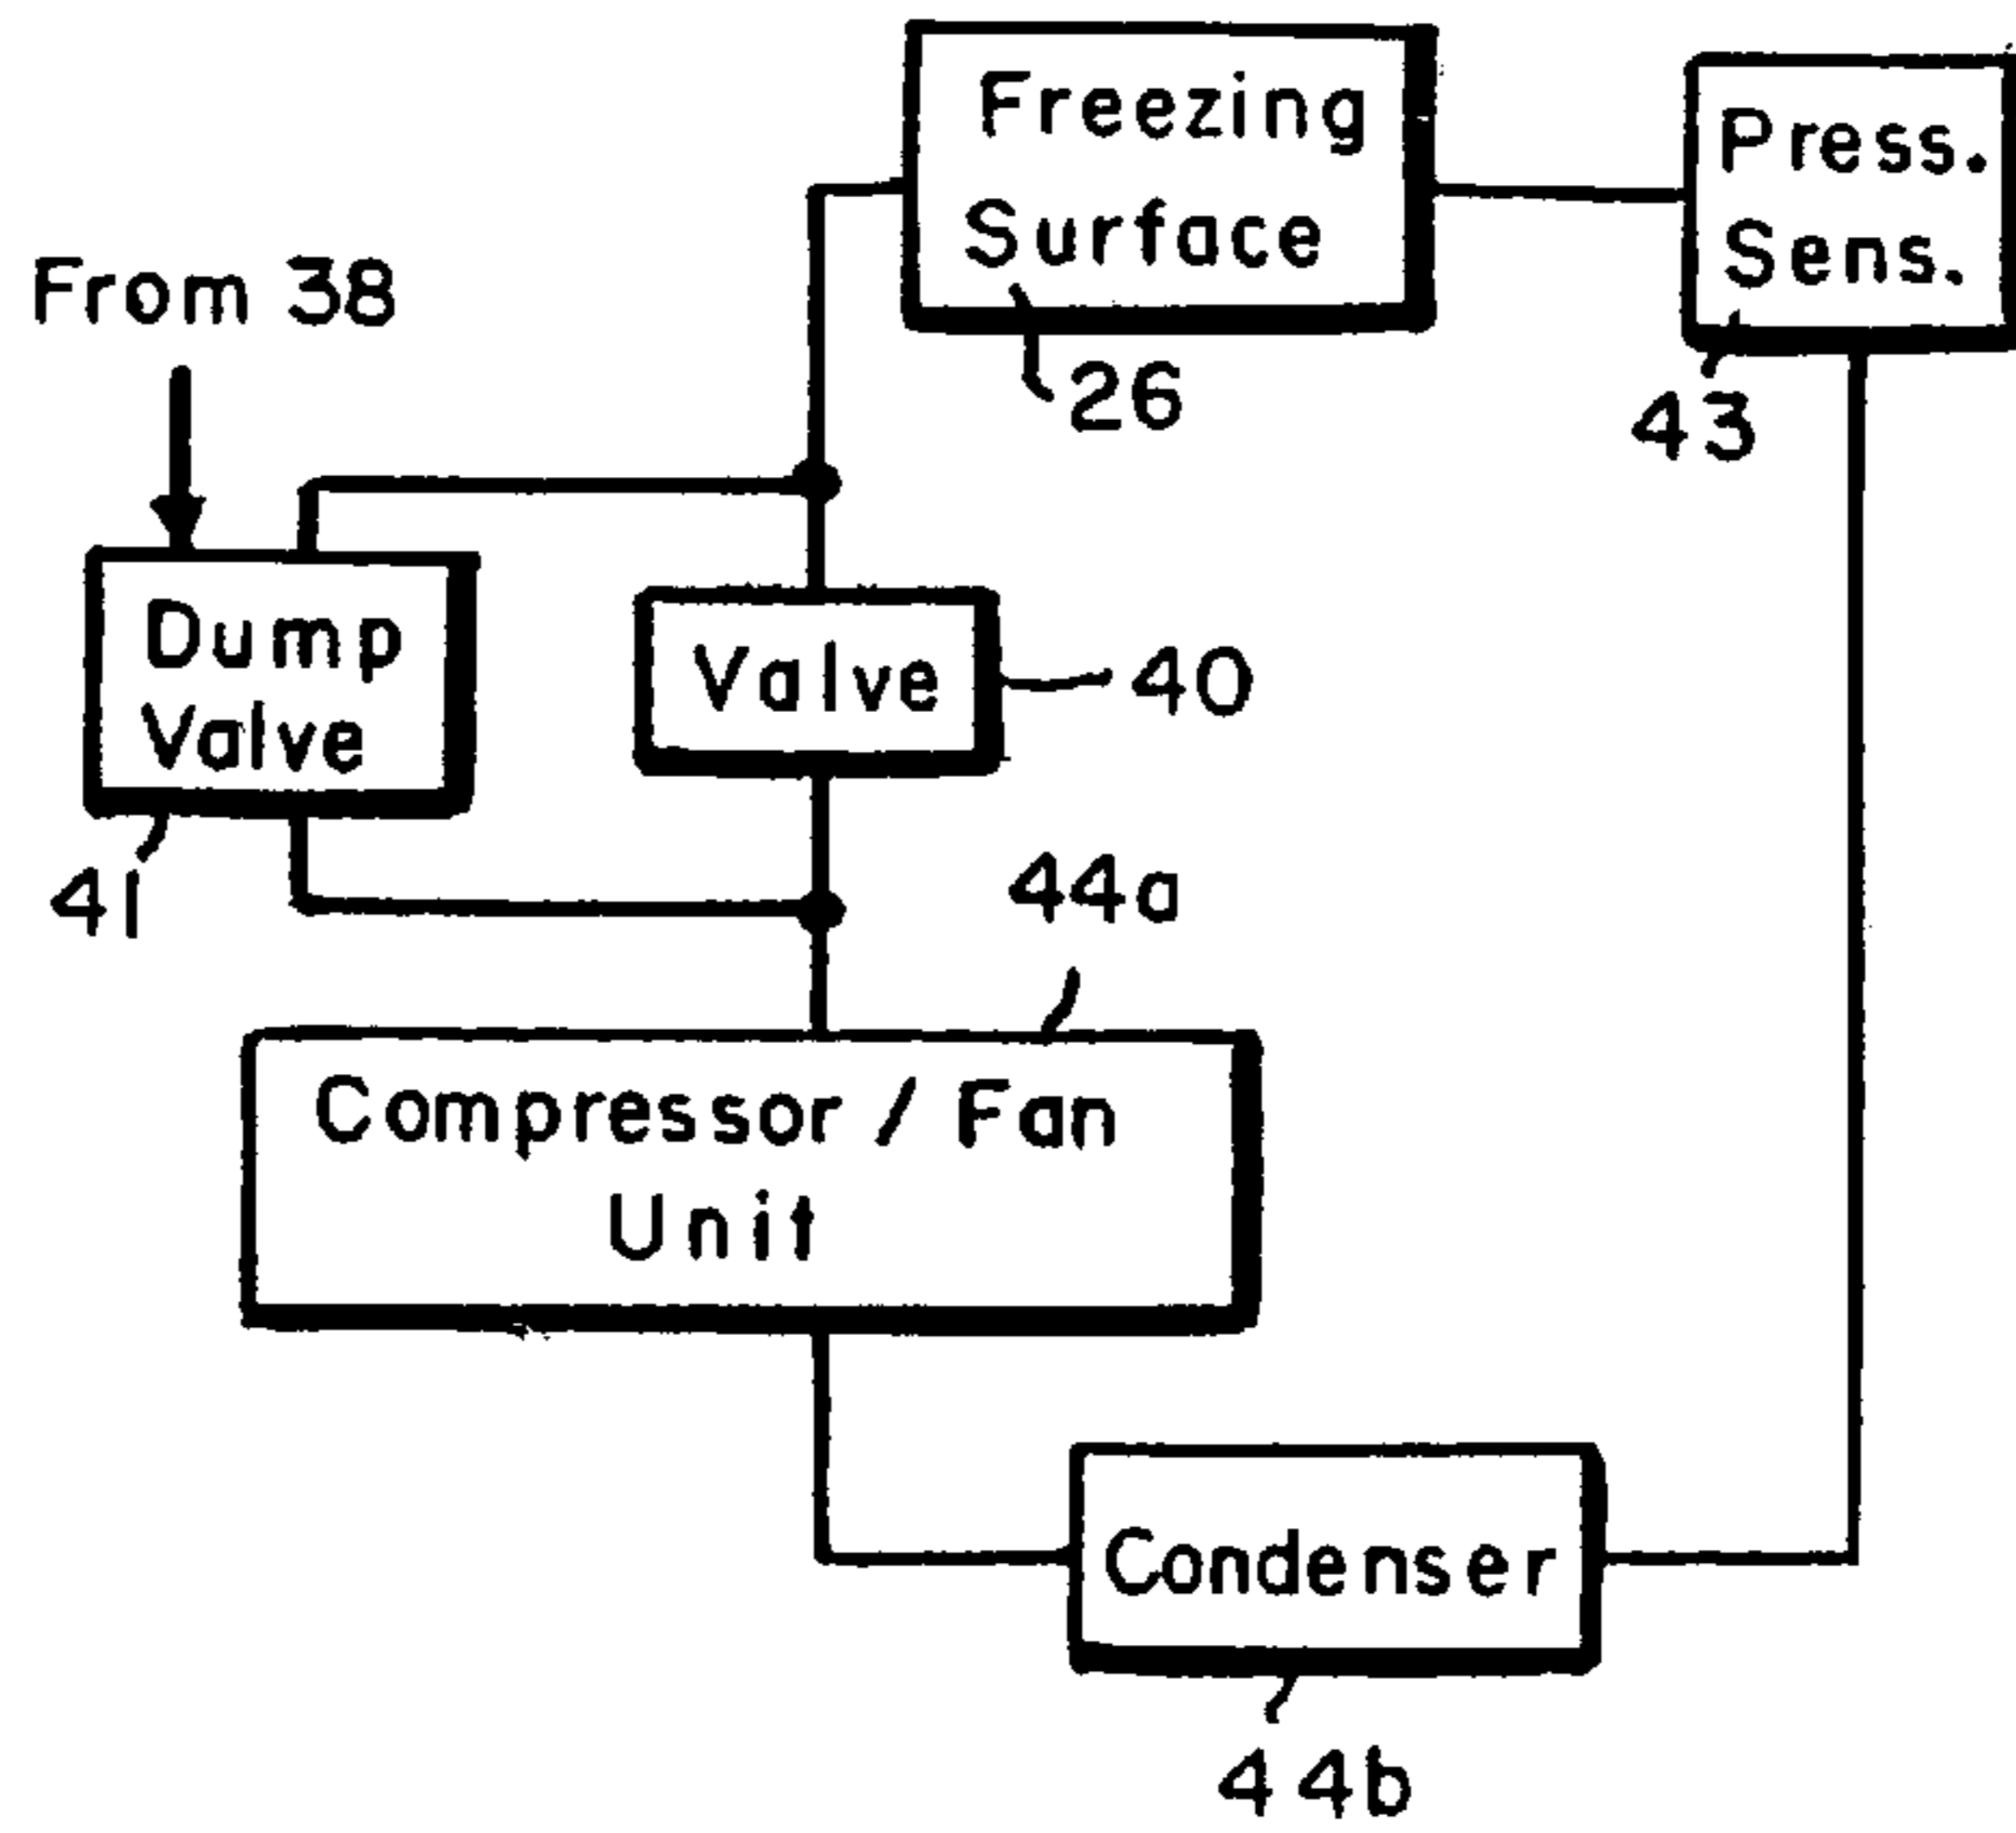 Freezing
Surface
26
Press.
Sens.
43
From 38
Dump
Valve
41
Valve
40
44a
Compressor / Fan
Unit
Condenser
44b